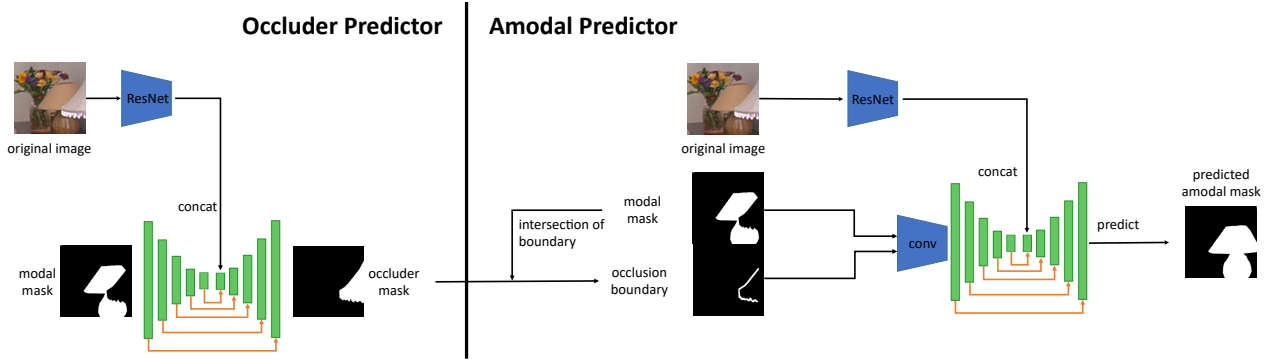 Occluder Predictor
ResNet
original image
concat
modal
mask
occluder
mask
Amodal Predictor
ResNet
original image
concat
modal
mask
intersection of
boundary
occlusion
boundary
conv
predict
predicted
amodal mask